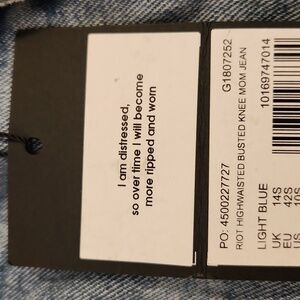 I am distressed,
so over time I will become
more ripped and worn
G1807252
10169747014
PO: 4500227727
RIOT HIGHWAISTED BUSTED KNEE MOM JEAN
LIGHT BLUE
UK 14S
EU 42S